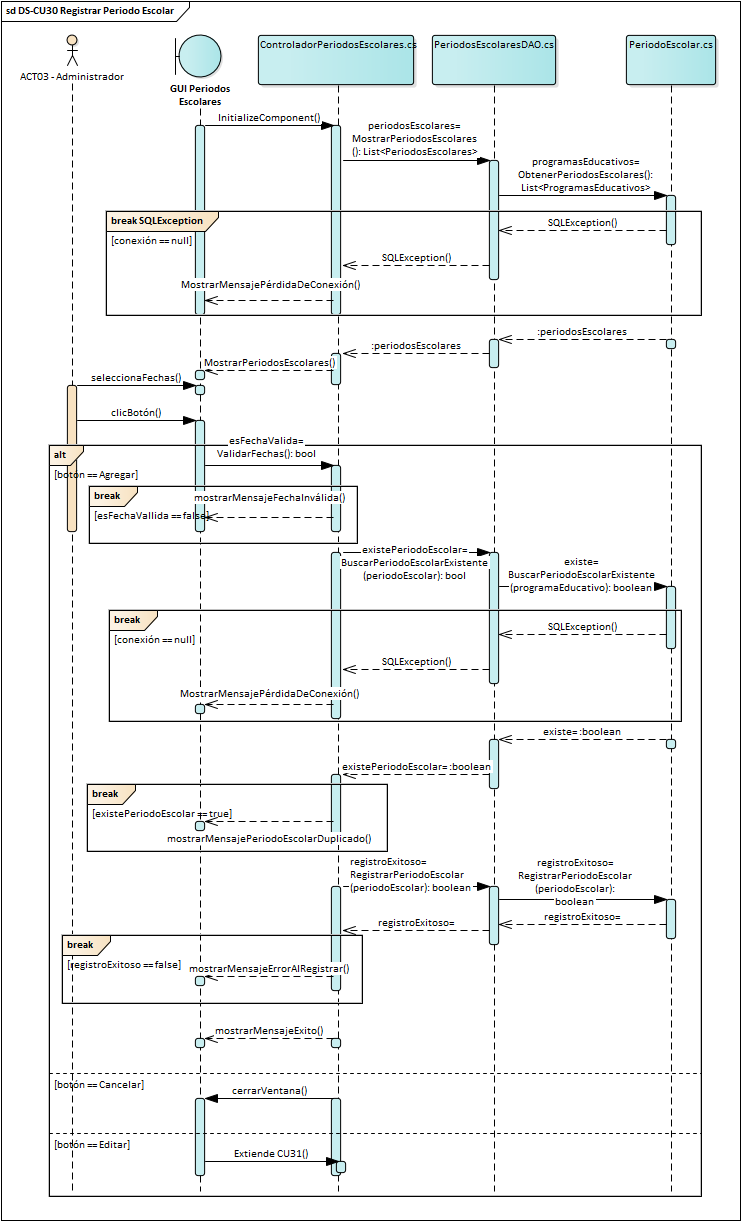 sd DS-CU30 Registrar Periodo Escolar
ACT03 - Administrador
GUI Periodos
Escolares
ControladorPeriodosEscolares.cs
PeriodosEscolaresDAO.cs
PeriodoEscolar.cs
InitializeComponent()
periodosEscolares=
MostrarPeriodosEscolares
(): List<PeriodosEscolares>
programasEducativos=
ObtenerPeriodosEscolares():
List<ProgramasEducativos>
break SQLException
[conexión == null]
SQLException()
SQLException()
MostrarMensajePérdidaDeConexión()
:periodosEscolares
:periodosEscolares
MostrarPeriodosEscolares()
seleccionaFechas()
clicBotón()
alt
[botón == Agregar]
esFechaValida=
ValidarFechas(): bool
break
mostrarMensajeFechaInválida()
[esFechaVallida == false]
existePeriodoEscolar=
BuscarPeriodoEscolarExistente
(periodoEscolar): bool
existe=
BuscarPeriodoEscolarExistente
(programaEducativo): boolean
break
[conexión == null]
SQLException()
SQLException()
MostrarMensajePérdidaDeConexión()
existe= :boolean
existePeriodoEscolar= :boolean
break
[existePeriodoEscolar == true]
mostrarMensajePeriodoEscolarDuplicado()
registroExitoso=
RegistrarPeriodoEscolar
(periodoEscolar): boolean
registroExitoso=
RegistrarPeriodoEscolar
(periodoEscolar):
boolean
registroExitoso=
registroExitoso=
break
[registroExitoso == false]
mostrarMensajeErrorAlRegistrar()
mostrarMensajeExito()
[botón == Cancelar]
cerrarVentana()
[botón == Editar]
Extiende CU31()